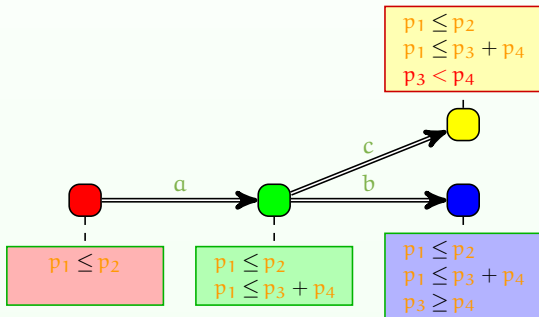 p₁ ≤ p₂
p₁ ≤ p₃ + p₄
p₃ < p₄
c
a
b
p₁ ≤ p₂
p₁ ≤ p₂
p₁ ≤ p₃ + p₄
p₁ ≤ p₂
p₁ ≤ p₃ + p₄
p₃ ≥ p₄